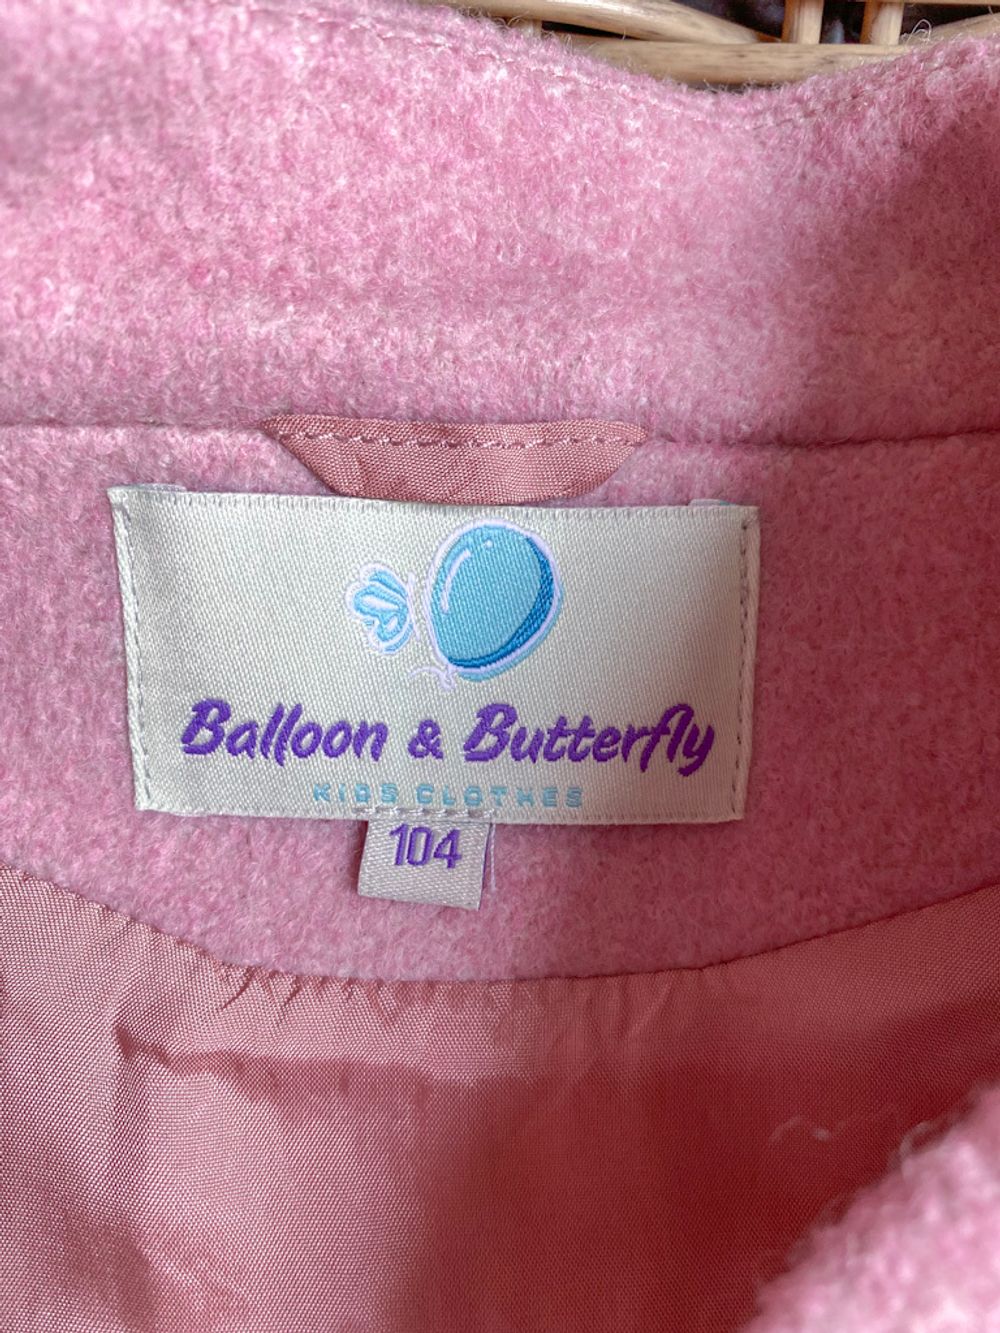 Balloon & Butterfly
KIDS CLOTHES
104